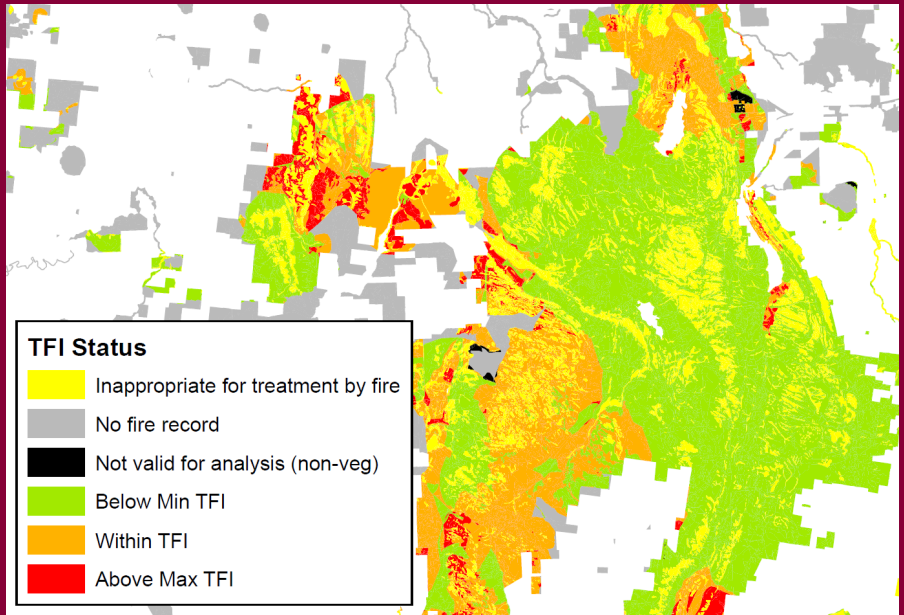 TFI Status
Inappropriate for treatment by fire
No fire record
Not valid for analysis (non-veg)
Below Min TFI
Within TFI
Above Max TFI